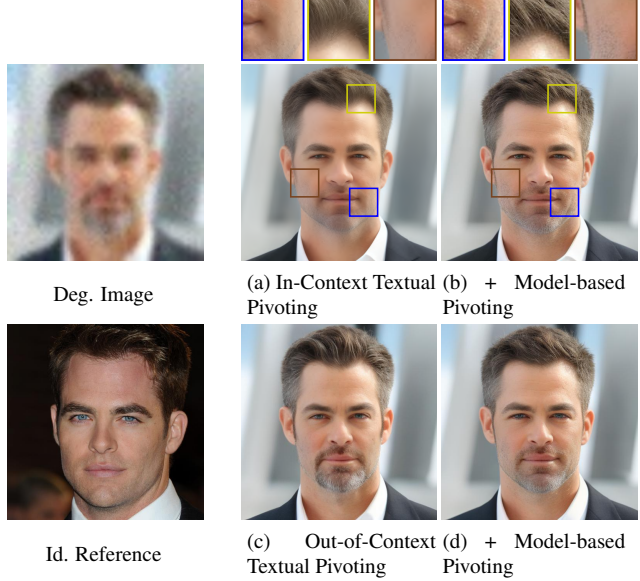 Deg. Image
(a) In-Context Textual
Pivoting
(b) + Model-based
Pivoting
Id. Reference
(c) Out-of-Context
Textual Pivoting
(d) + Model-based
Pivoting